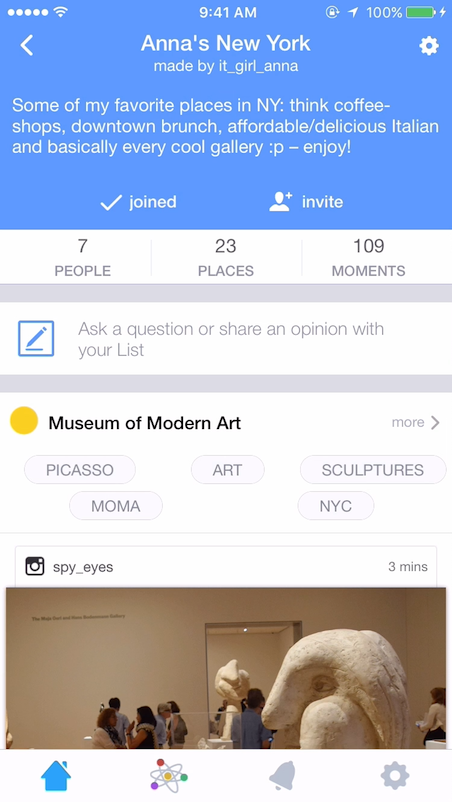 9:41 AM
100%
Anna's New York
made by it_girl_anna
Some of my favorite places in NY: think coffee-
shops, downtown brunch, affordable/delicious Italian
and basically every cool gallery :p – enjoy!
joined
invite
7
23
109
PEOPLE
PLACES
MOMENTS
Ask a question or share an opinion with
your List
Museum of Modern Art
more
PICASSO
ART
SCULPTURES
MOMA
NYC
spy_eyes
3 mins